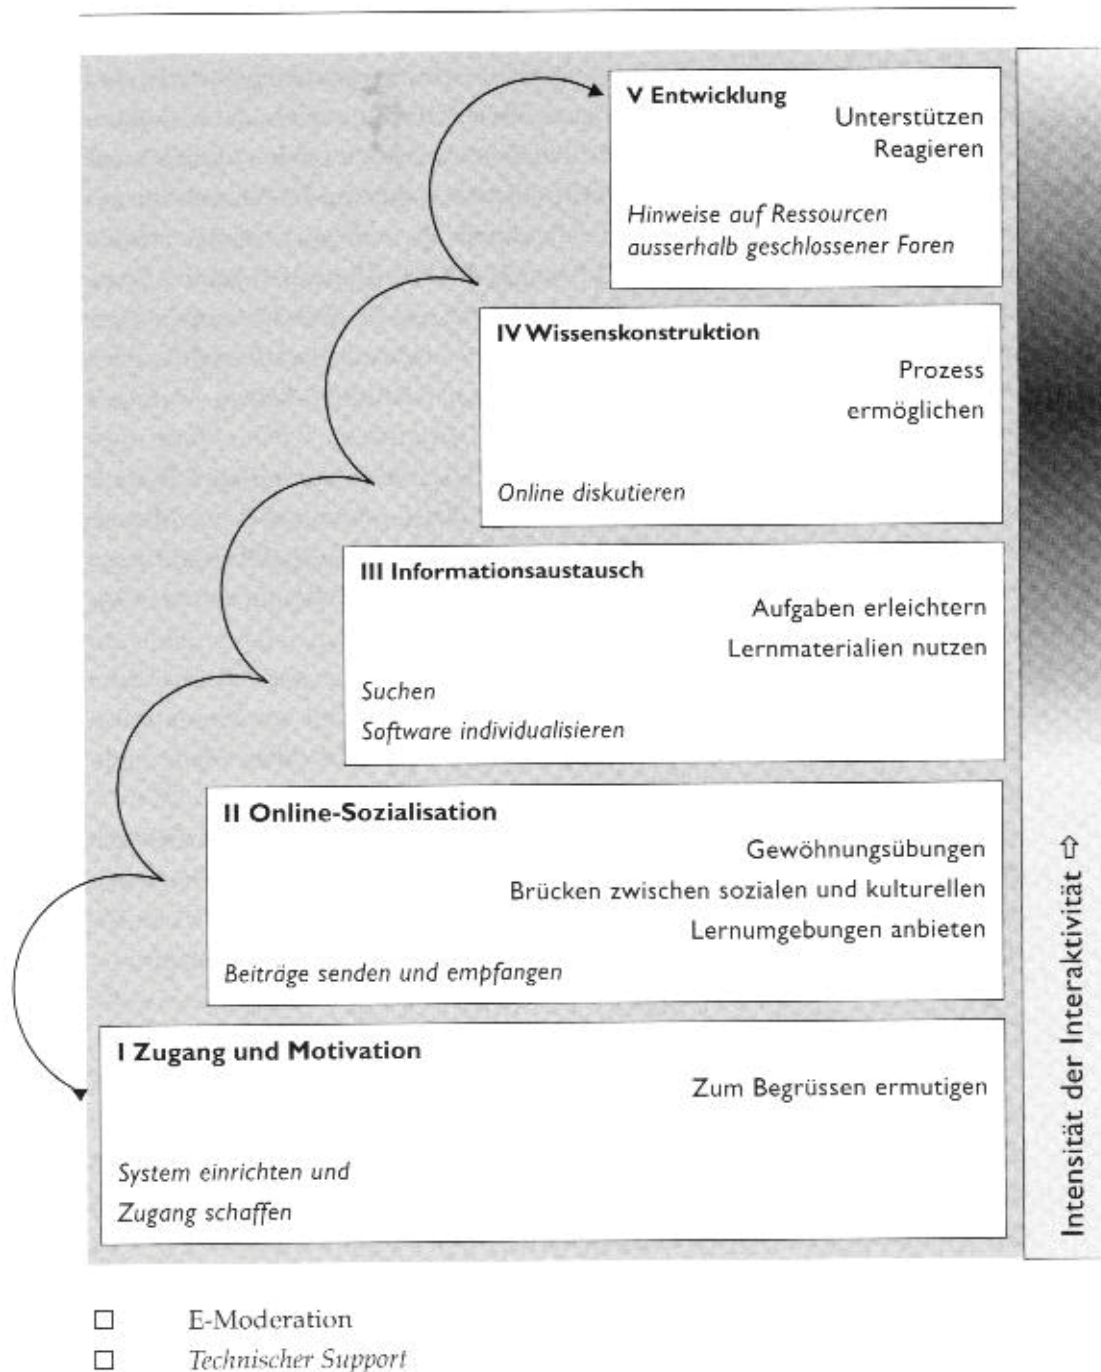 V Entwicklung
Unterstützen
Reagieren
Hinweise auf Ressourcen
ausserhalb geschlossener Foren
IV Wissenskonstruktion
Prozess
ermöglichen
Online diskutieren
III Informationsaustausch
Aufgaben erleichtern
Lernmaterialien nutzen
Suchen
Software individualisieren
II Online-Sozialisation
Gewöhnungsübungen
Brücken zwischen sozialen und kulturellen
Lernumgebungen anbieten
Beiträge senden und empfangen
I Zugang und Motivation
Zum Begrüssen ermutigen
System einrichten und
Zugang schaffen
Intensität der Interaktivität ⇨
E-Moderation
Technischer Support